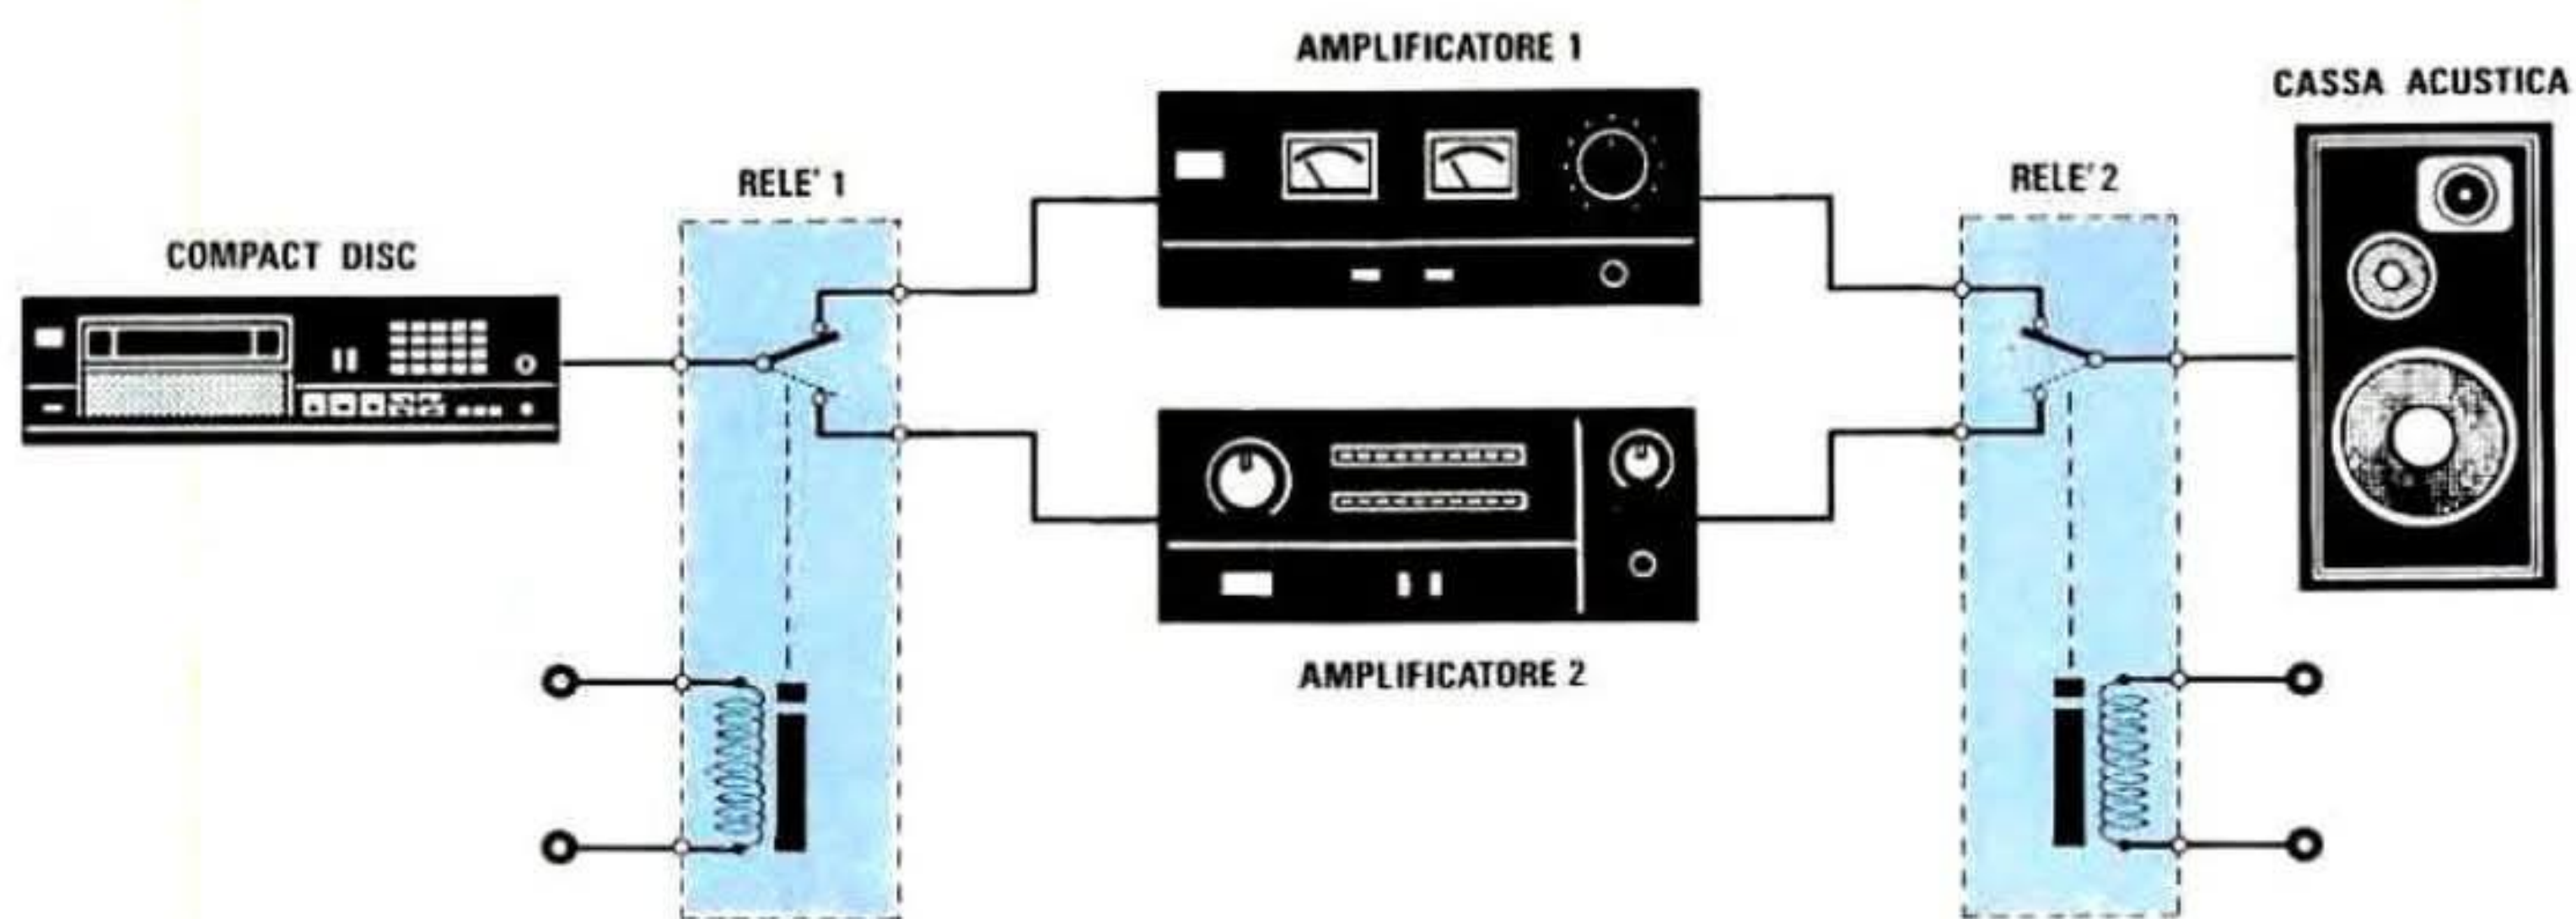 AMPLIFICATORE 1
CASSA ACUSTICA
RELE' 1
RELE' 2
COMPACT DISC
AMPLIFICATORE 2